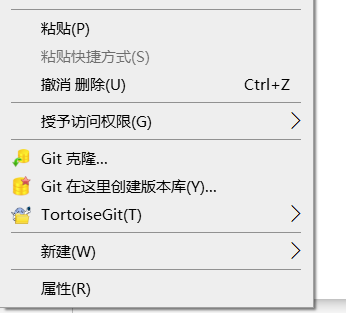 粘贴(P)
粘贴快捷方式(S)
撤消 删除(U) Ctrl+Z
授予访问权限(G)
Git 克隆...
Git 在这里创建版本库(Y)...
TortoiseGit(T)
新建(W)
属性(R)